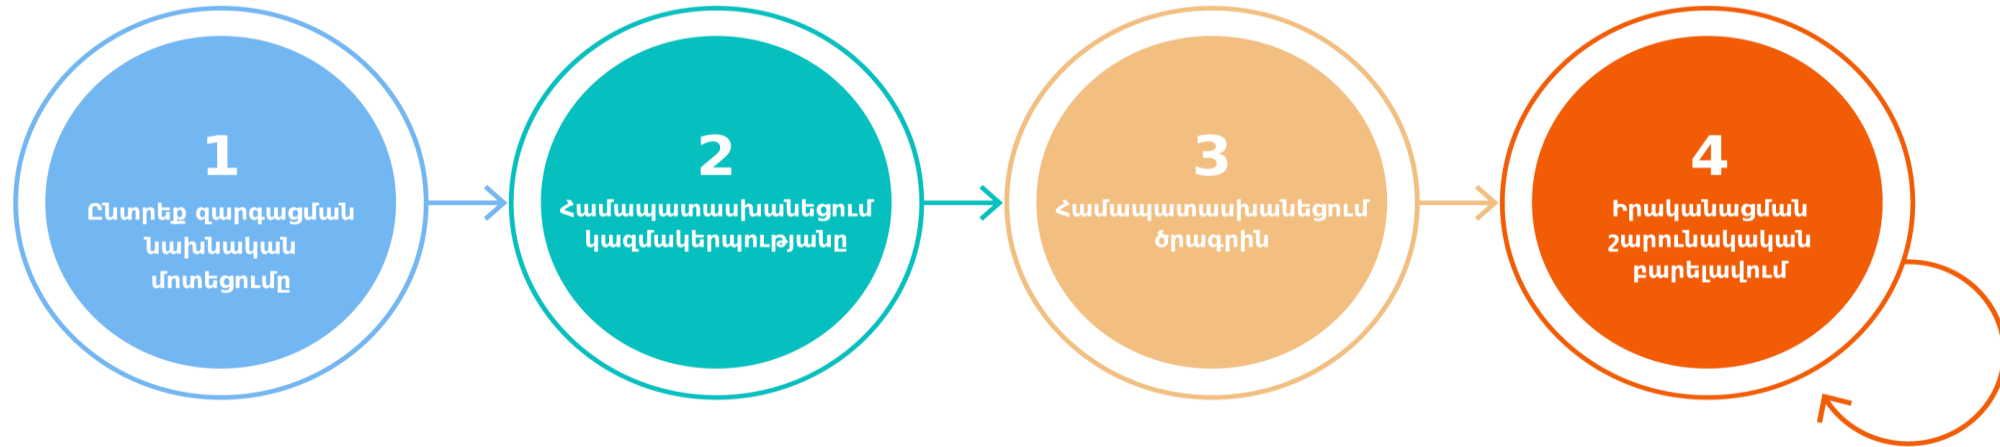 1
Ընտրեք զարգացման
նախնական
մոտեցումը
2
Համապատասխանեցում
կազմակերպությանը
3
Համապատասխանեցում
ծրագրին
4
Իրականացման
շարունակական
բարելավում